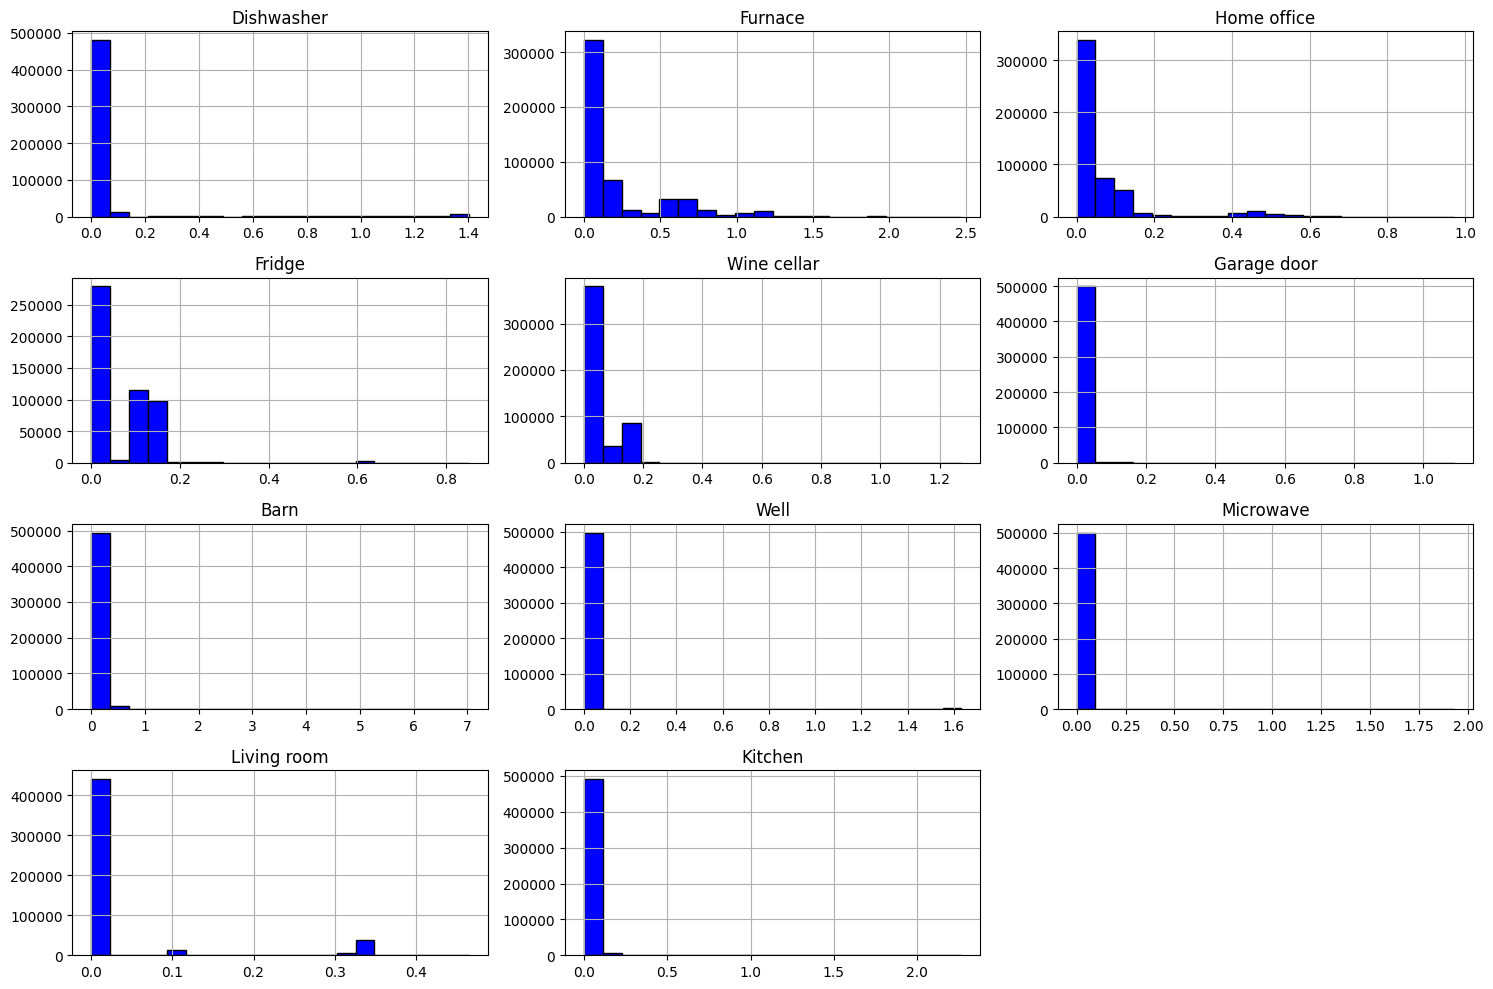 Dishwasher
500000
400000
300000
200000
100000
0
0.0 0.2 0.4 0.6 0.8 1.0 1.2 1.4
Furnace
300000
200000
100000
0
0.0 0.5 1.0 1.5 2.0 2.5
Home office
300000
200000
100000
0
0.0 0.2 0.4 0.6 0.8 1.0
Fridge
250000
200000
150000
100000
50000
0
0.0 0.2 0.4 0.6 0.8
Wine cellar
300000
200000
100000
0
0.0 0.2 0.4 0.6 0.8 1.0 1.2
Garage door
500000
400000
300000
200000
100000
0
0.0 0.2 0.4 0.6 0.8 1.0
Barn
500000
400000
300000
200000
100000
0
0 1 2 3 4 5 6 7
Well
500000
400000
300000
200000
100000
0
0.0 0.2 0.4 0.6 0.8 1.0 1.2 1.4 1.6
Microwave
500000
400000
300000
200000
100000
0
0.00 0.25 0.50 0.75 1.00 1.25 1.50 1.75 2.00
Living room
400000
300000
200000
100000
0
0.0 0.1 0.2 0.3 0.4
Kitchen
500000
400000
300000
200000
100000
0
0.0 0.5 1.0 1.5 2.0